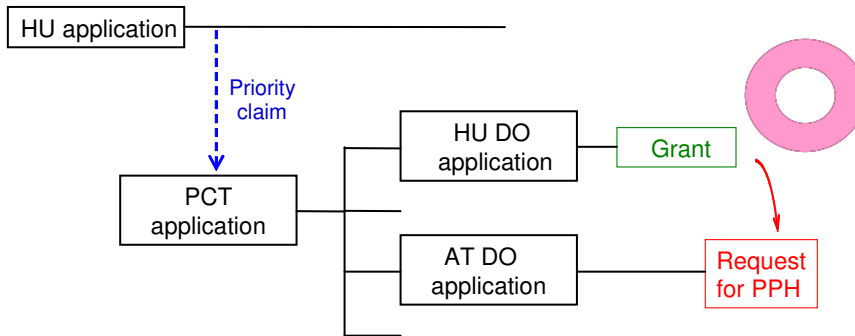 HU application
Priority
claim
HU DO
application
Grant
PCT
application
AT DO
application
Request
for PPH